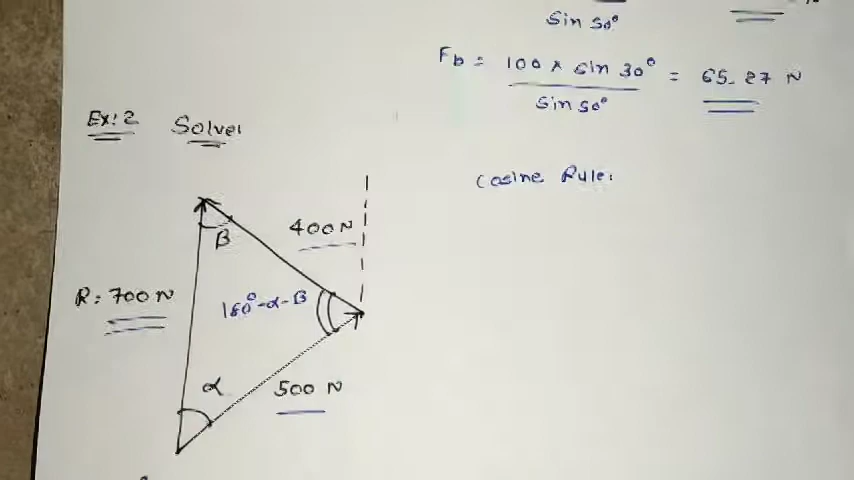 Sin 50°
Fb = 100 x sin 30° = 65.27 N
Sin 50°
Ex: 2 Solve:
Cosine Rule:
β
400 N
R: 700 N
180°-α-β
α
500 N